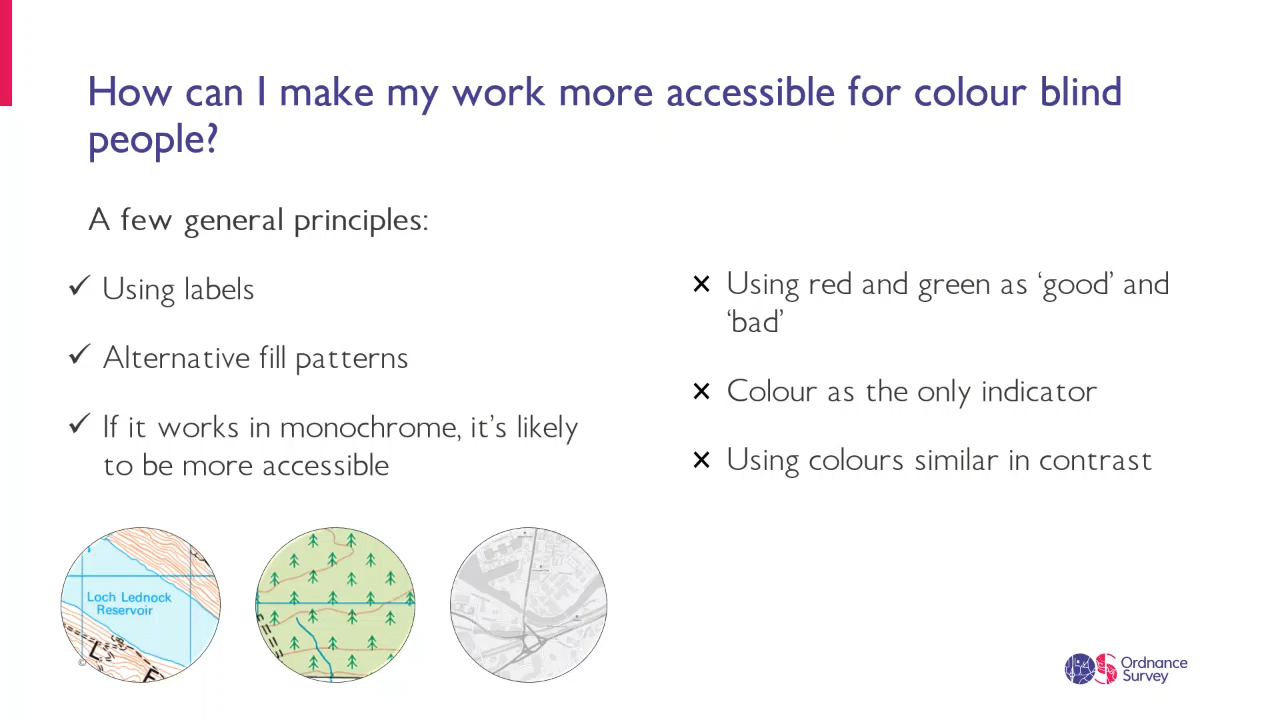 How can I make my work more accessible for colour blind
people?
A few general principles:
✓ Using labels
✓ Alternative fill patterns
✓ If it works in monochrome, it's likely
to be more accessible
× Using red and green as ‘good’ and
‘bad’
× Colour as the only indicator
× Using colours similar in contrast
Loch Lednock
Reservoir
L
©
Ordnance
Survey